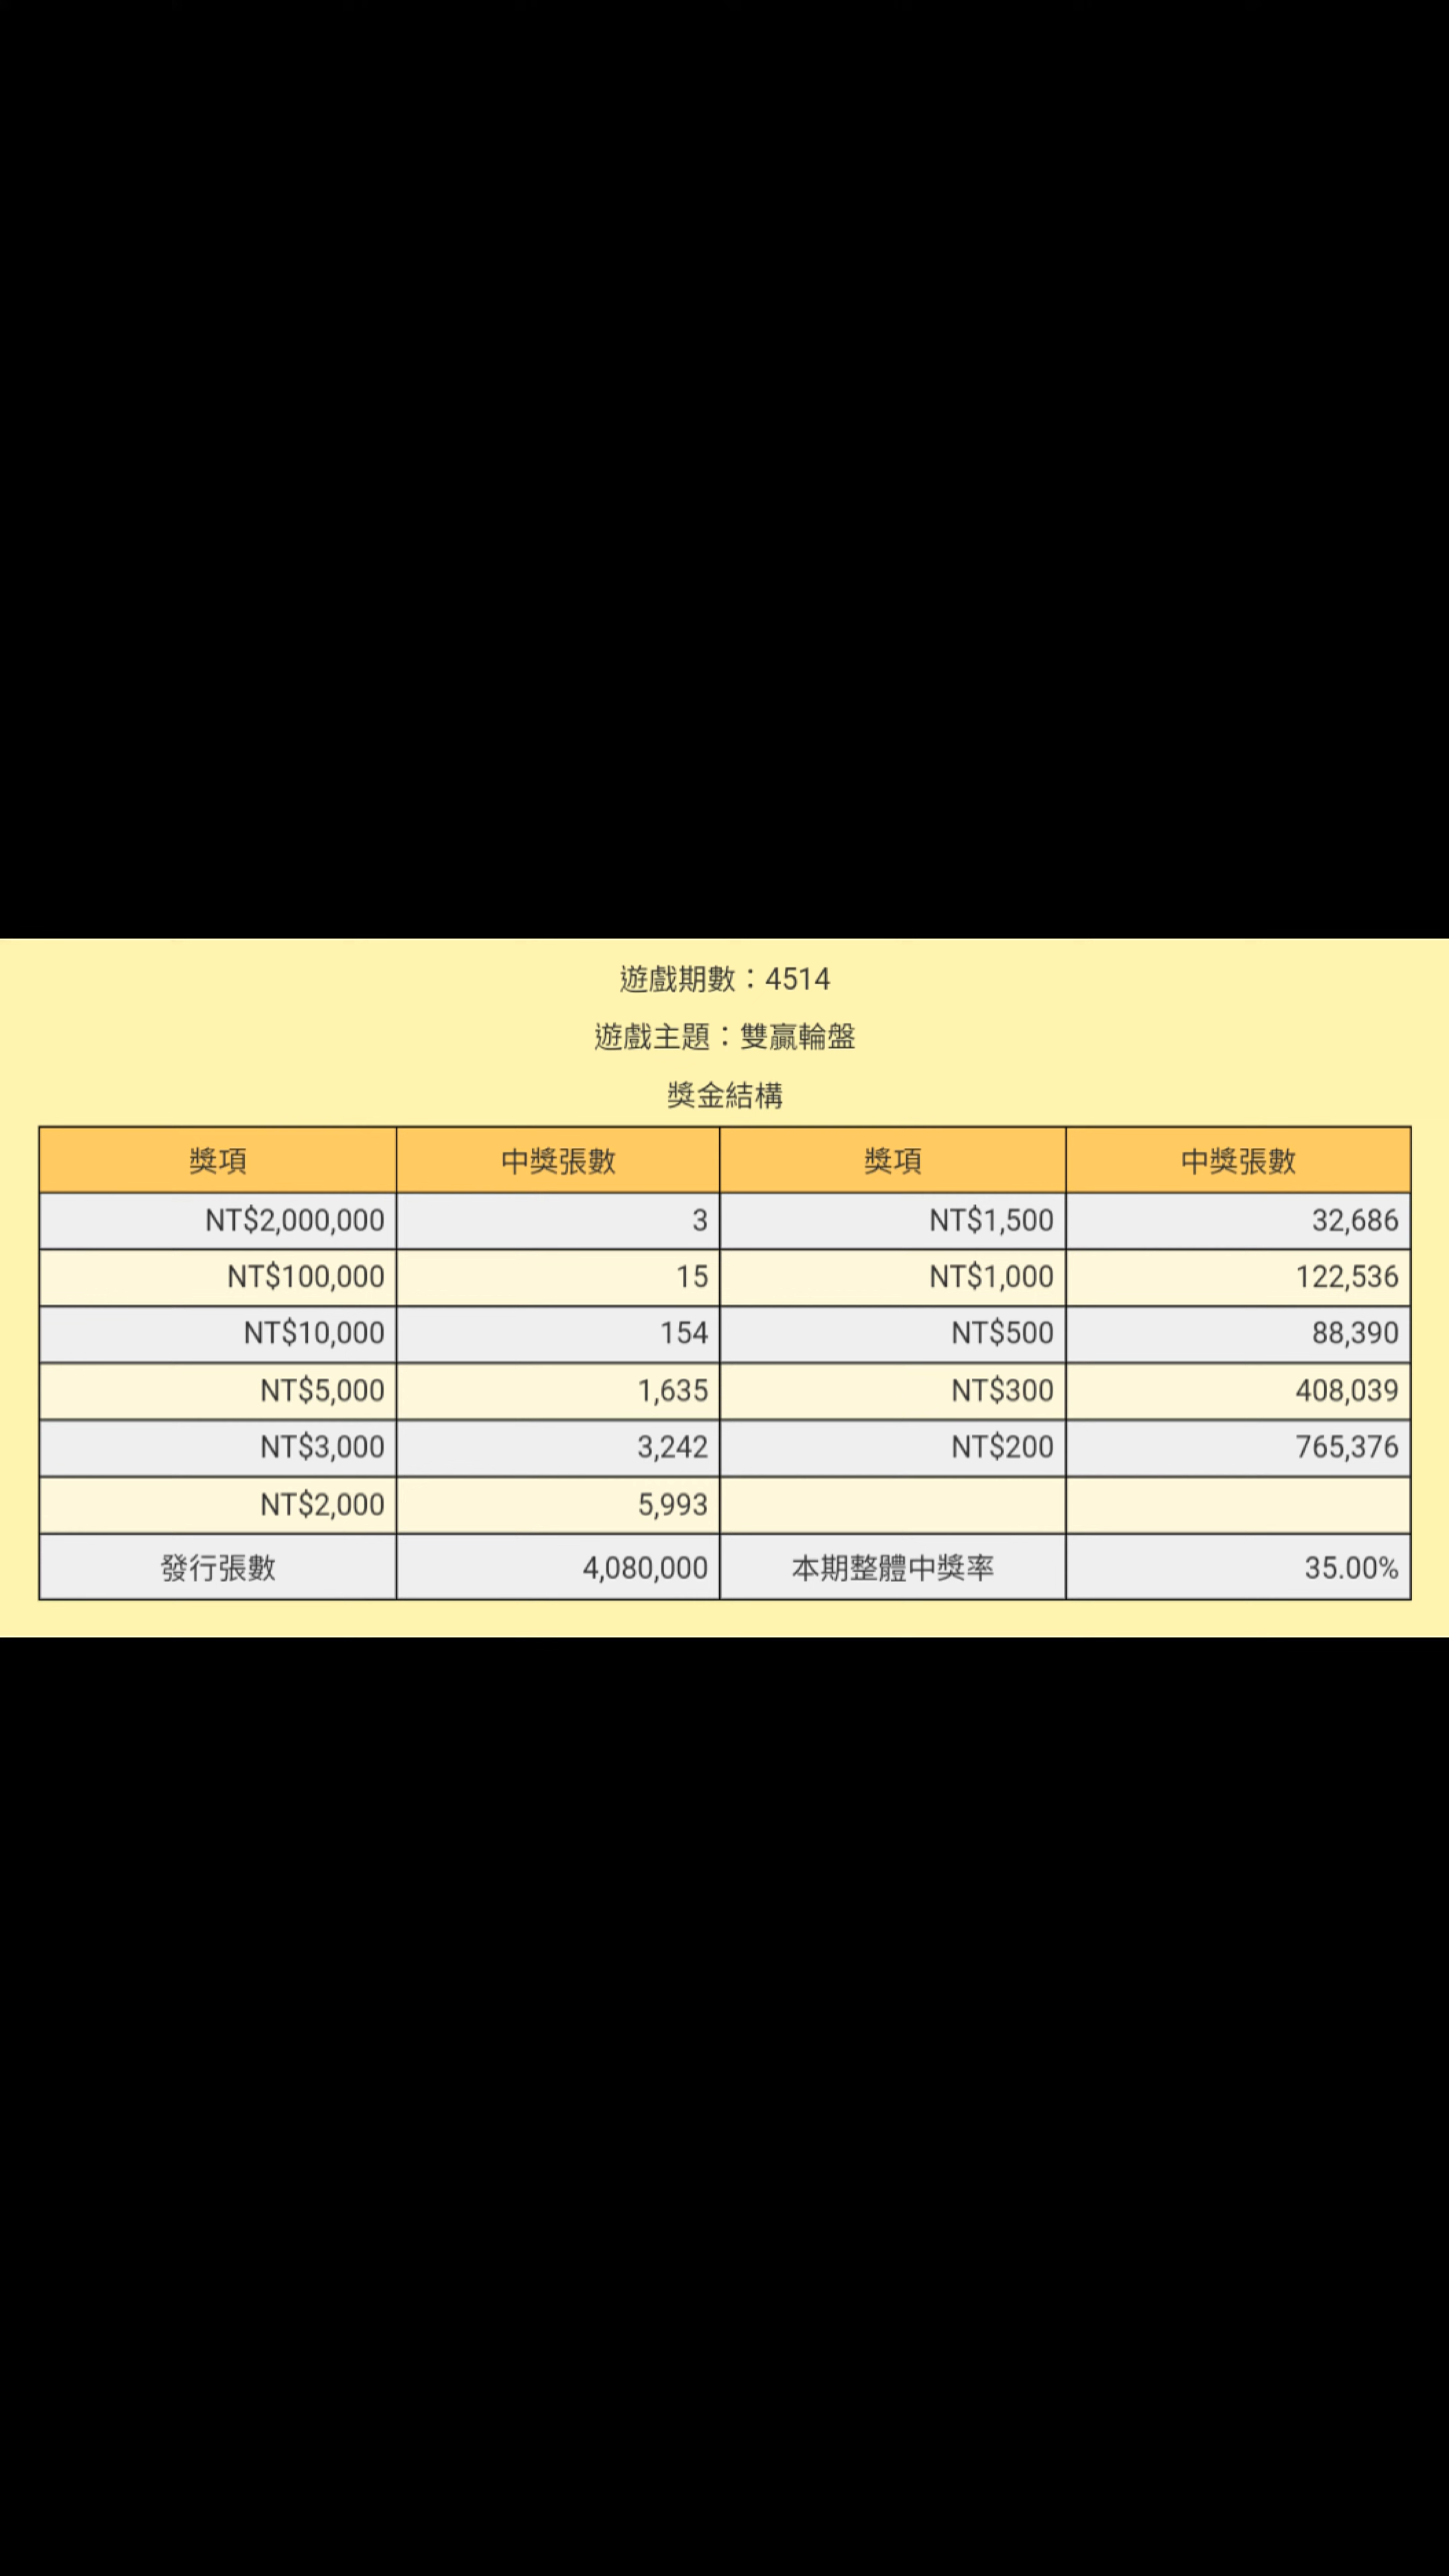 遊戲期數：4514
遊戲主題：雙贏輪盤
獎金結構
獎項 中獎張數 獎項 中獎張數
NT$2,000,000 3 NT$1,500 32,686
NT$100,000 15 NT$1,000 122,536
NT$10,000 154 NT$500 88,390
NT$5,000 1,635 NT$300 408,039
NT$3,000 3,242 NT$200 765,376
NT$2,000 5,993
發行張數 4,080,000 本期整體中獎率 35.00%